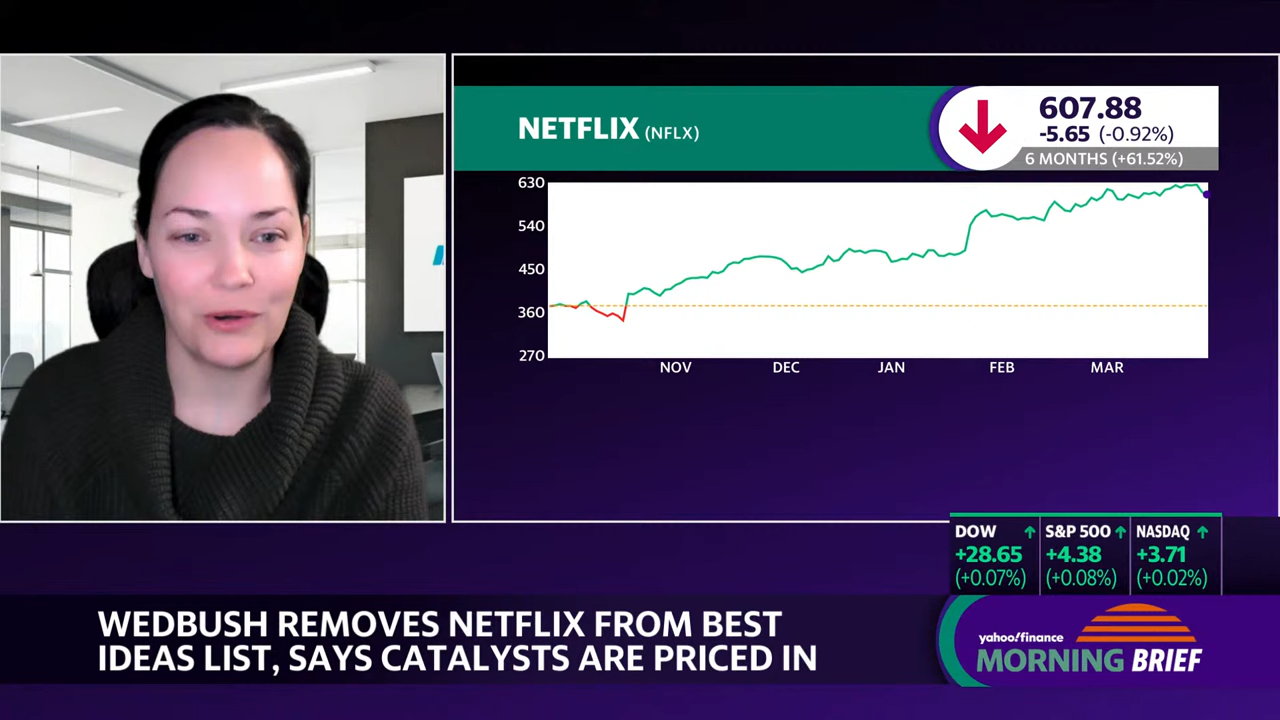 NETFLIX (NFLX)
607.88
-5.65 (-0.92%)
6 MONTHS (+61.52%)
630
540
450
360
270
NOV DEC JAN FEB MAR
DOW S&P 500 NASDAQ
+28.65 +4.38 +3.71
(+0.07%) (+0.08%) (+0.02%)
WEDBUSH REMOVES NETFLIX FROM BEST
IDEAS LIST, SAYS CATALYSTS ARE PRICED IN
yahoo!finance
MORNING BRIEF